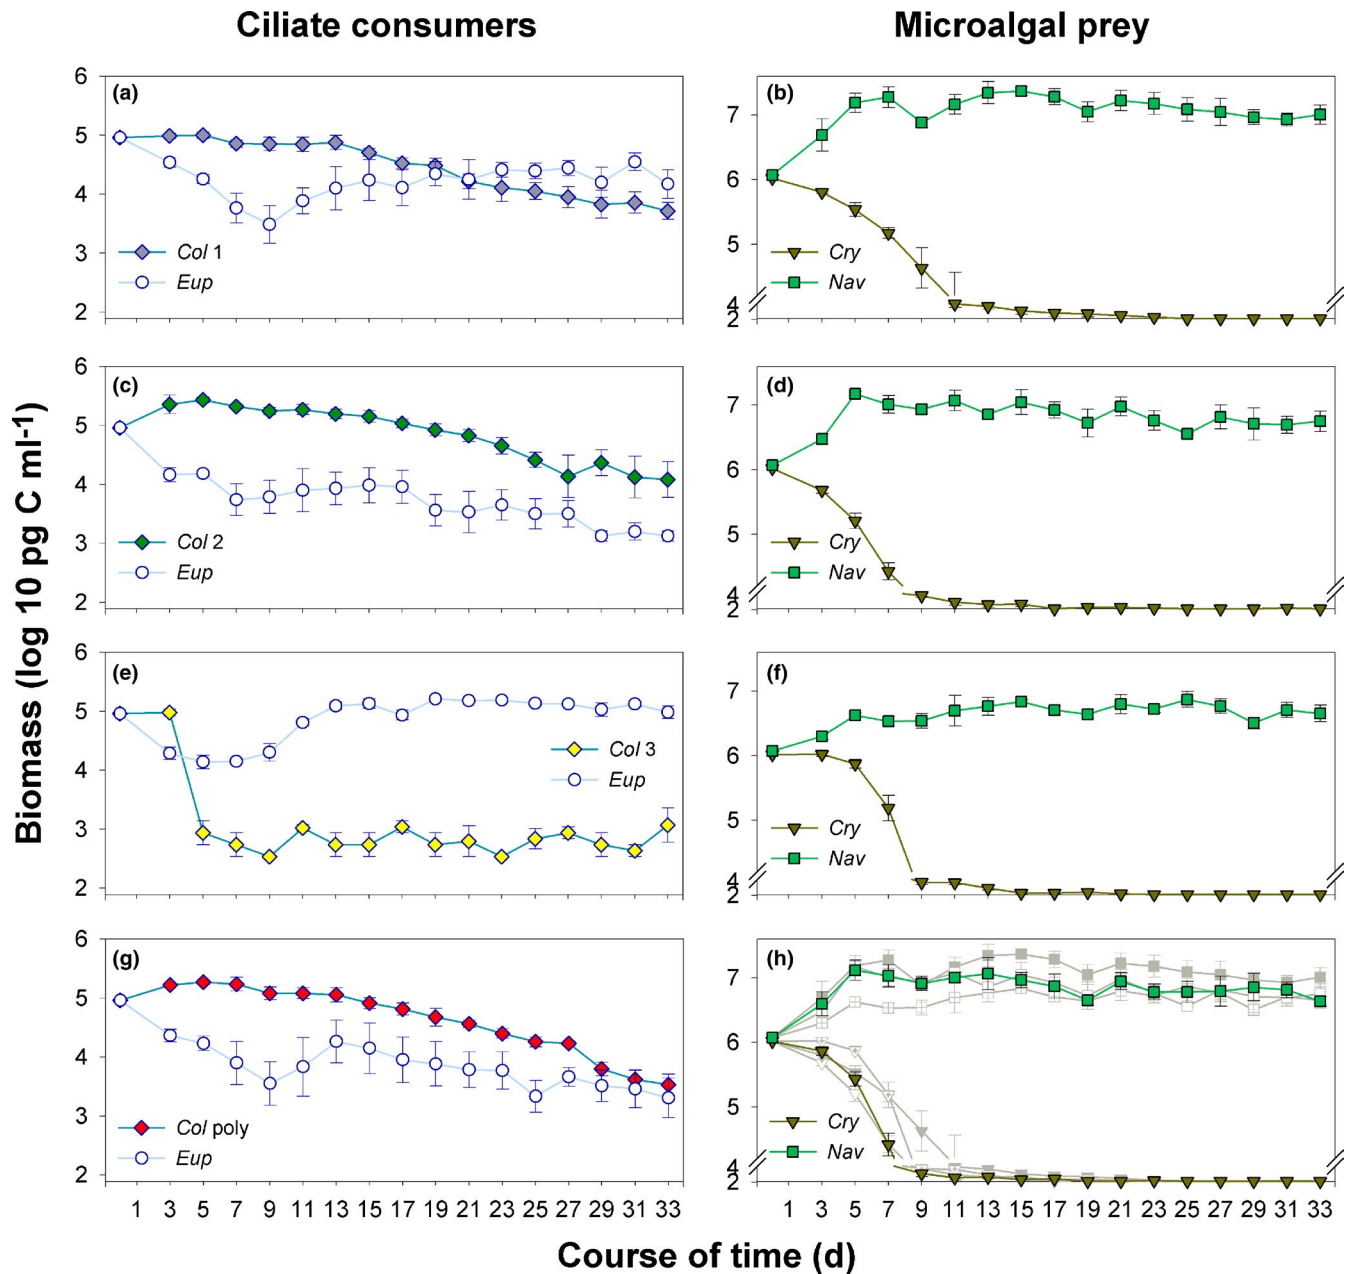 Ciliate consumers
Microalgal prey
Biomass (log 10 pg C ml-1)
(a)
6
5
4
3
2
Col 1
Eup
(b)
7
6
5
4
2
Cry
Nav
(c)
6
5
4
3
2
Col 2
Eup
(d)
7
6
5
4
2
Cry
Nav
(e)
6
5
4
3
2
Col 3
Eup
(f)
7
6
5
4
2
Cry
Nav
(g)
6
5
4
3
2
Col poly
Eup
(h)
7
6
5
4
2
Cry
Nav
1 3 5 7 9 11 13 15 17 19 21 23 25 27 29 31 33
1 3 5 7 9 11 13 15 17 19 21 23 25 27 29 31 33
Course of time (d)